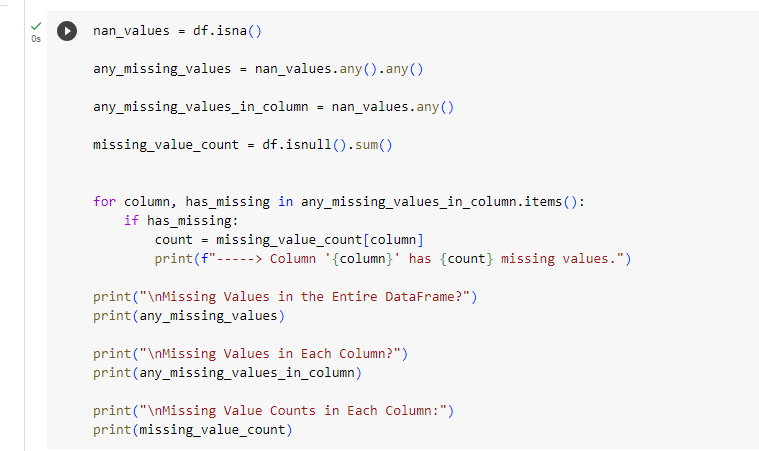 0s
nan_values = df.isna()
any_missing_values = nan_values.any().any()
any_missing_values_in_column = nan_values.any()
missing_value_count = df.isnull().sum()
for column, has_missing in any_missing_values_in_column.items():
    if has_missing:
        count = missing_value_count[column]
        print(f"-----> Column '{column}' has {count} missing values.")
print("\nMissing Values in the Entire DataFrame?")
print(any_missing_values)
print("\nMissing Values in Each Column?")
print(any_missing_values_in_column)
print("\nMissing Value Counts in Each Column:")
print(missing_value_count)